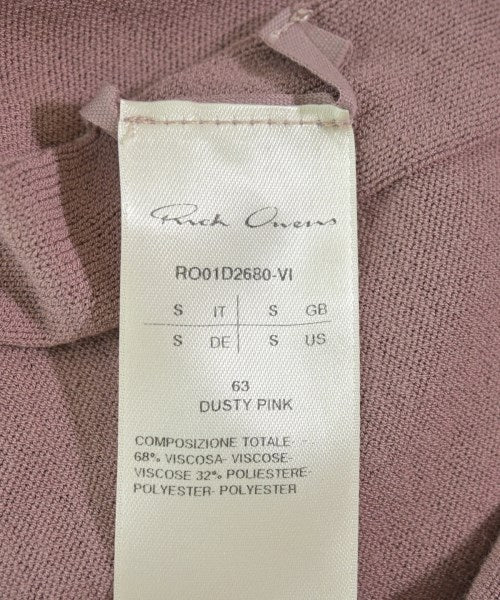 Rick Owens
RO01D2680-VI
S IT S GB
S DE S US
63
DUSTY PINK
COMPOSIZIONE TOTALE -
68% VISCOSA- VISCOSE-
VISCOSE 32% POLIESTERE-
POLYESTER- POLYESTER